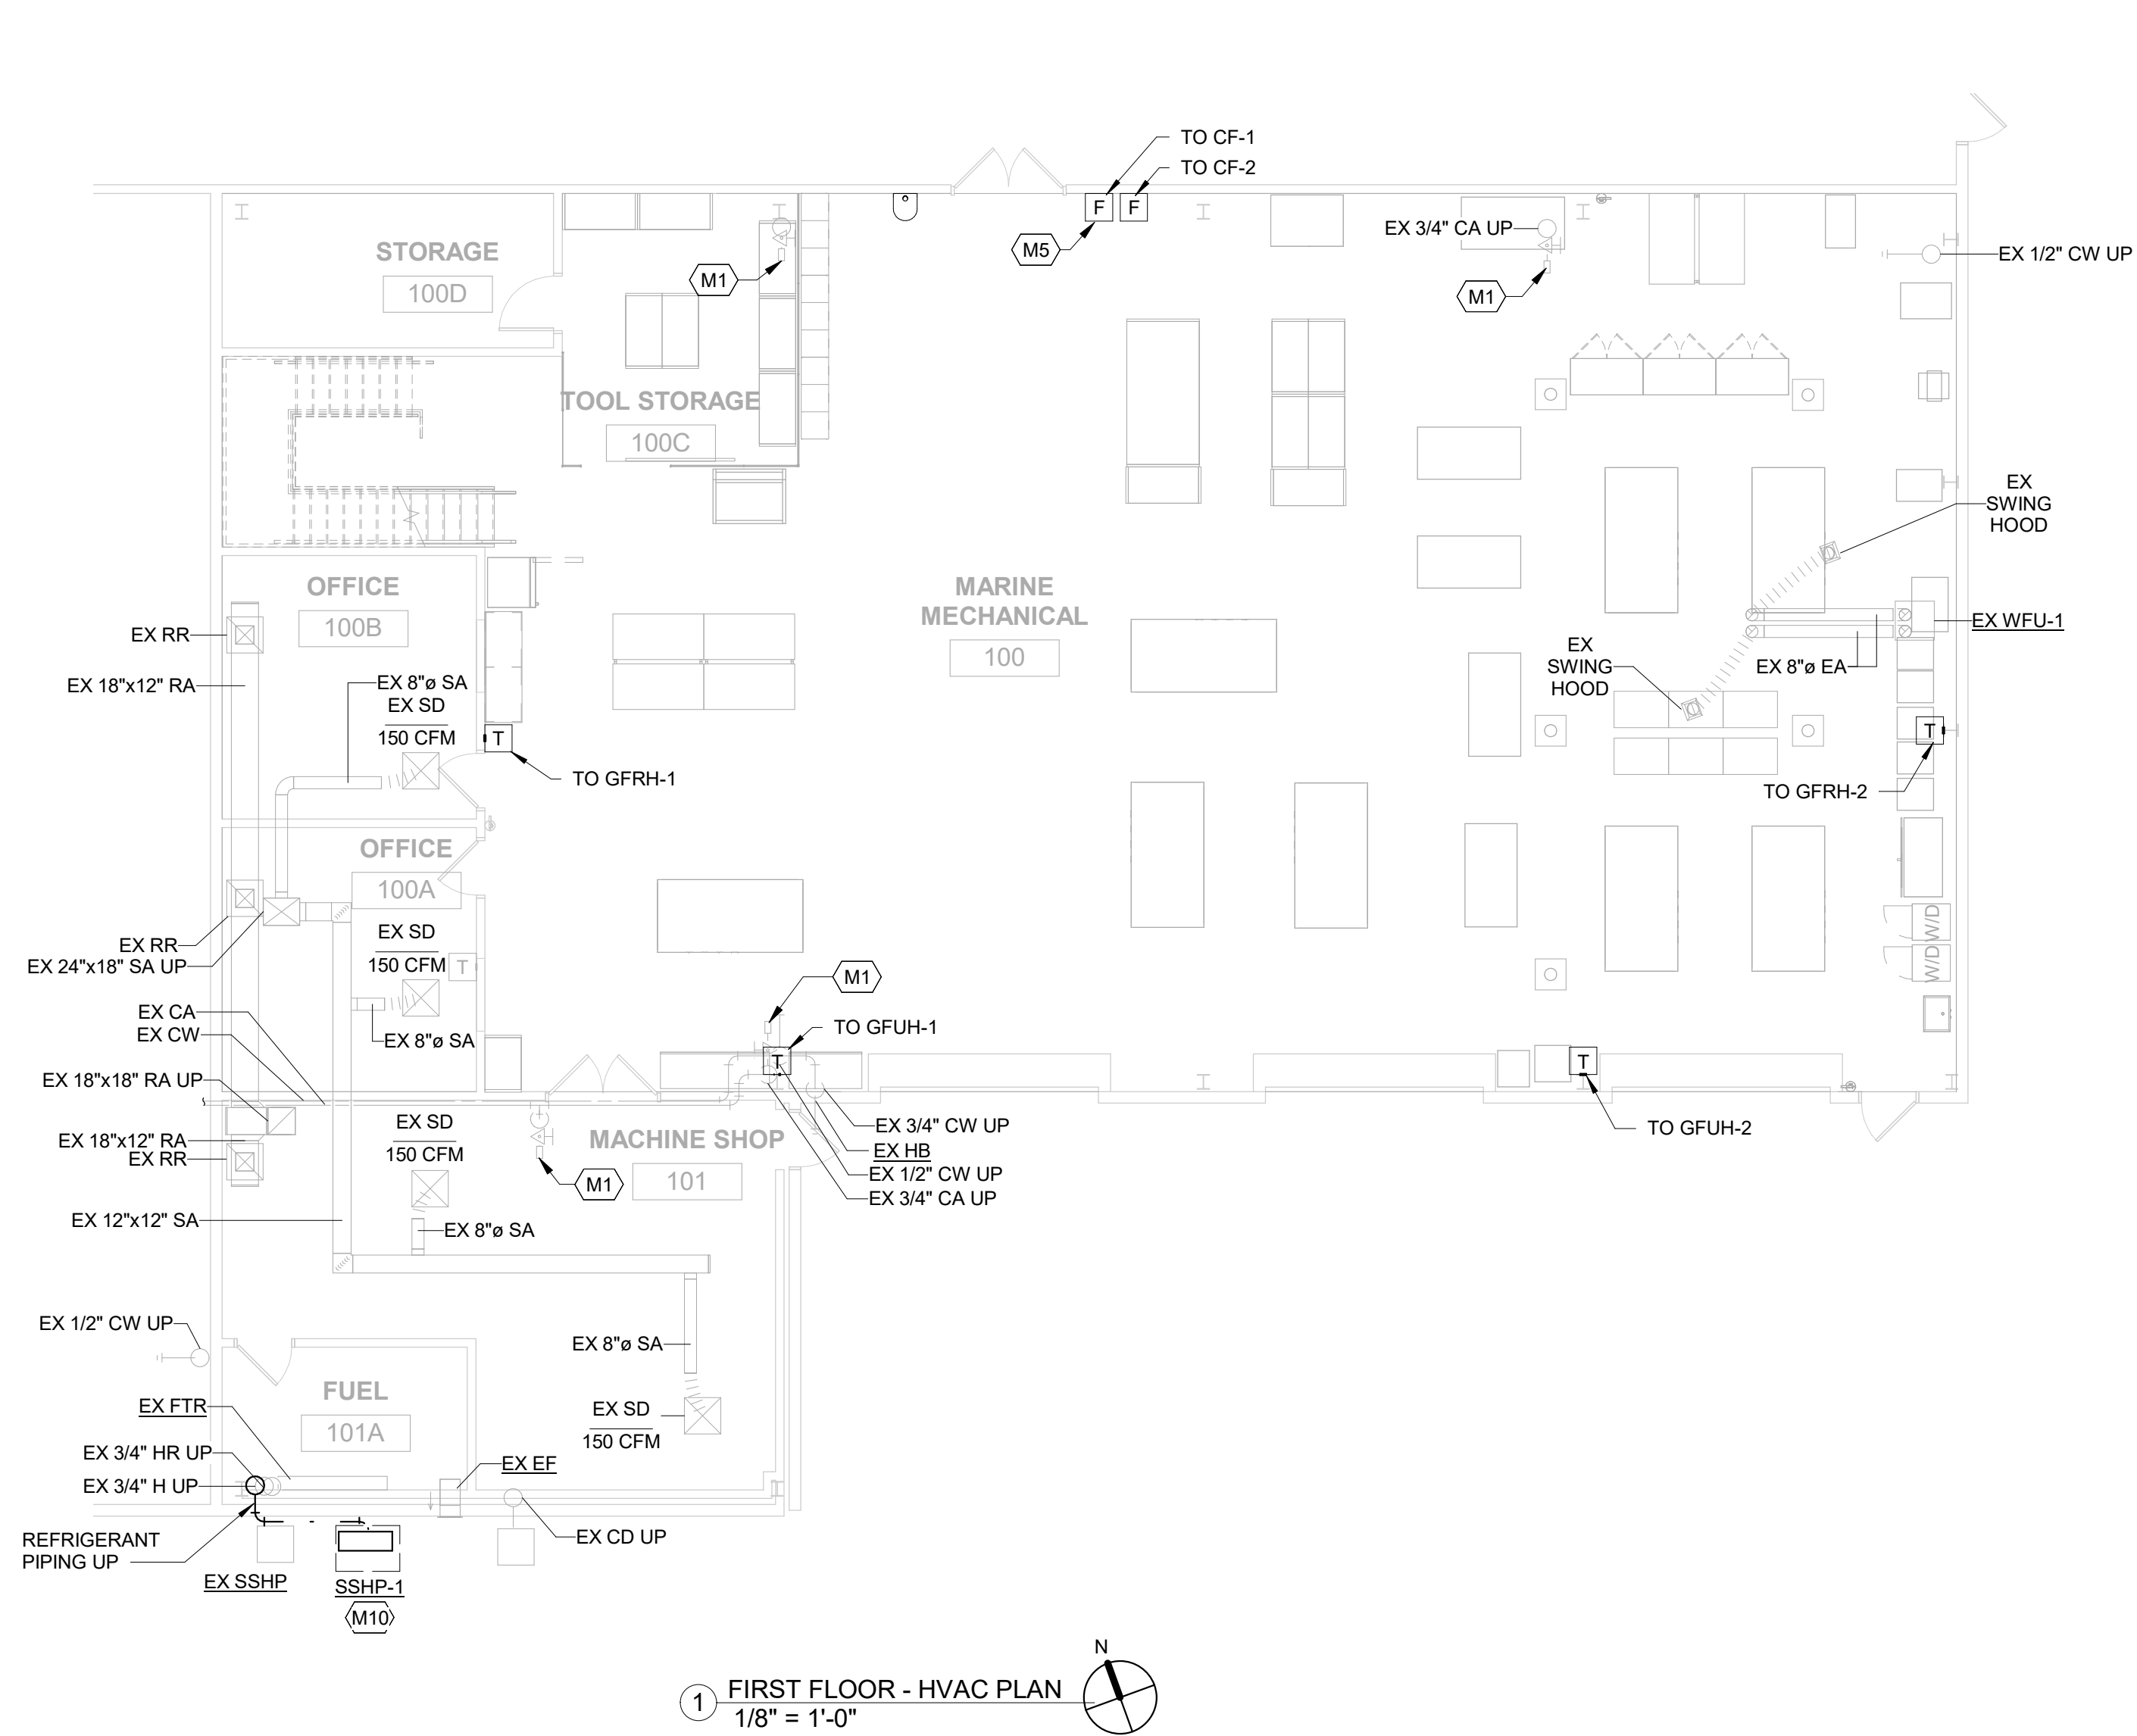 TO CF-1
TO CF-2
F
F
M5
STORAGE
100D
M1
EX 3/4" CA UP
M1
EX 1/2" CW UP
TOOL STORAGE
100C
EX
SWING
HOOD
OFFICE
100B
MARINE
MECHANICAL
100
EX RR
EX 18"x12" RA
EX 8"ø SA
EX SD
150 CFM
T
TO GFRH-1
EX
SWING
HOOD
EX 8"ø EA
EX WFU-1
T
TO GFRH-2
OFFICE
100A
EX SD
150 CFM
T
EX RR
EX 24"x18" SA UP
W/D
W/D
EX CA
EX CW
EX 8"ø SA
M1
TO GFUH-1
T
T
EX 18"x18" RA UP
EX 18"x12" RA
EX RR
EX SD
150 CFM
MACHINE SHOP
101
M1
EX 3/4" CW UP
EX HB
EX 1/2" CW UP
EX 3/4" CA UP
TO GFUH-2
EX 12"x12" SA
EX 8"ø SA
EX 1/2" CW UP
EX 8"ø SA
FUEL
101A
EX FTR
EX SD
150 CFM
EX 3/4" HR UP
EX 3/4" H UP
EX EF
REFRIGERANT
PIPING UP
EX CD UP
EX SSHP
SSHP-1
M10
N
1
FIRST FLOOR - HVAC PLAN
1/8" = 1'-0"